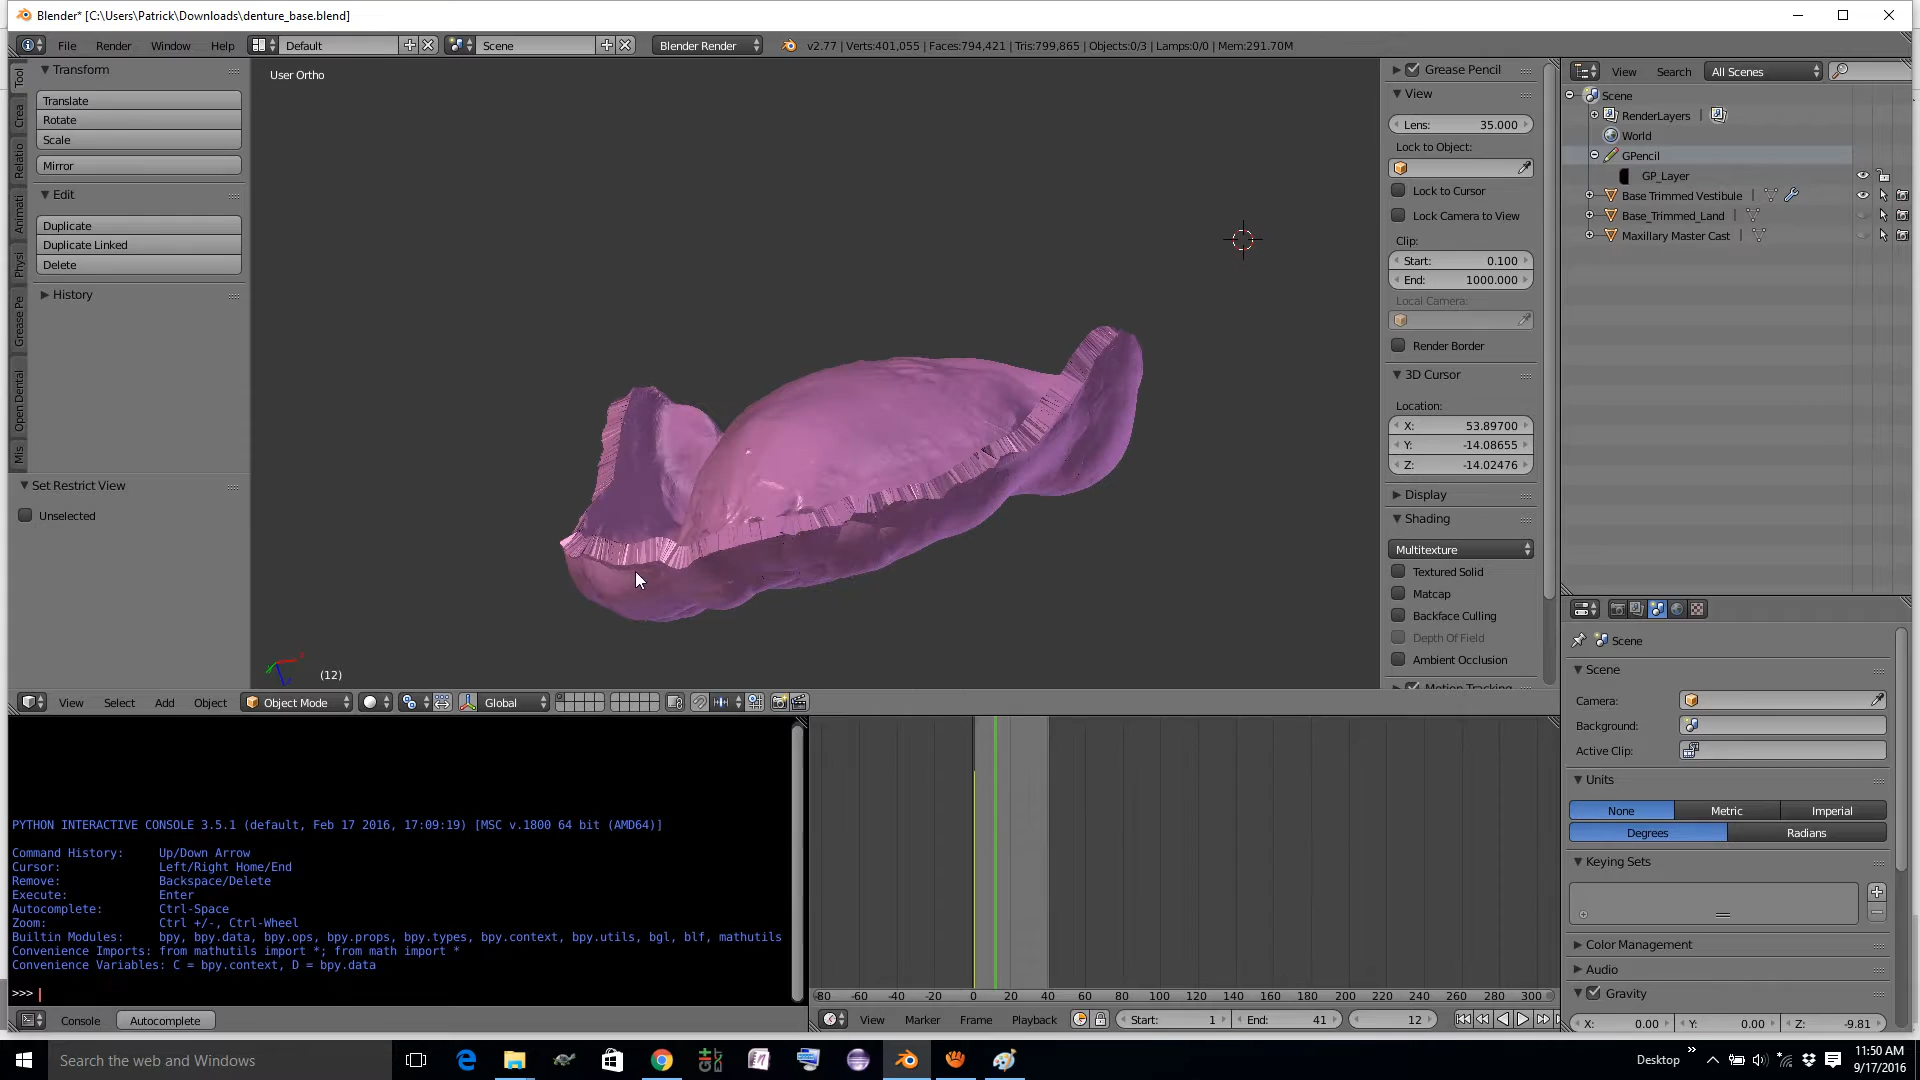 Blender* [C:\Users\Patrick\Downloads\denture_base.blend]
File Render Window Help Default Scene Blender Render v2.77 | Verts:401,055 | Faces:794,421 | Tris:799,865 | Objects:0/3 | Lamps:0/0 | Mem:291.70M
Tool
Crea
Relatio
Animati
Physi
Grease Pe
Open Dental
Mis
Transform
Translate
Rotate
Scale
Mirror
Edit
Duplicate
Duplicate Linked
Delete
History
Set Restrict View
Unselected
User Ortho
(12)
View Select Add Object Object Mode Global
Grease Pencil
View
Lens: 35.000
Lock to Object:
Lock to Cursor
Lock Camera to View
Clip:
Start: 0.100
End: 1000.000
Local Camera:
Render Border
3D Cursor
Location:
X: 53.89700
Y: -14.08655
Z: -14.02476
Display
Shading
Multitexture
Textured Solid
Matcap
Backface Culling
Depth Of Field
Ambient Occlusion
Motion Tracking
View Search All Scenes
Scene
RenderLayers |
World
GPencil
GP_Layer
Base Trimmed Vestibule
Base_Trimmed_Land
Maxillary Master Cast
Scene
Scene
Camera:
Background:
Active Clip:
Units
None Metric Imperial
Degrees Radians
Keying Sets
Color Management
Audio
Gravity
X: 0.00 Y: 0.00 Z: -9.81
PYTHON INTERACTIVE CONSOLE 3.5.1 (default, Feb 17 2016, 17:09:19) [MSC v.1800 64 bit (AMD64)]
Command History: Up/Down Arrow
Cursor: Left/Right Home/End
Remove: Backspace/Delete
Execute: Enter
Autocomplete: Ctrl-Space
Zoom: Ctrl +/-, Ctrl-Wheel
Builtin Modules: bpy, bpy.data, bpy.ops, bpy.props, bpy.types, bpy.context, bpy.utils, bgl, blf, mathutils
Convenience Imports: from mathutils import *; from math import *
Convenience Variables: C = bpy.context, D = bpy.data
>>>
Console Autocomplete
-80 -60 -40 -20 0 20 40 60 80 100 120 140 160 180 200 220 240 260 280 300
View Marker Frame Playback Start: 1 End: 41 12
Search the web and Windows
Desktop
11:50 AM
9/17/2016